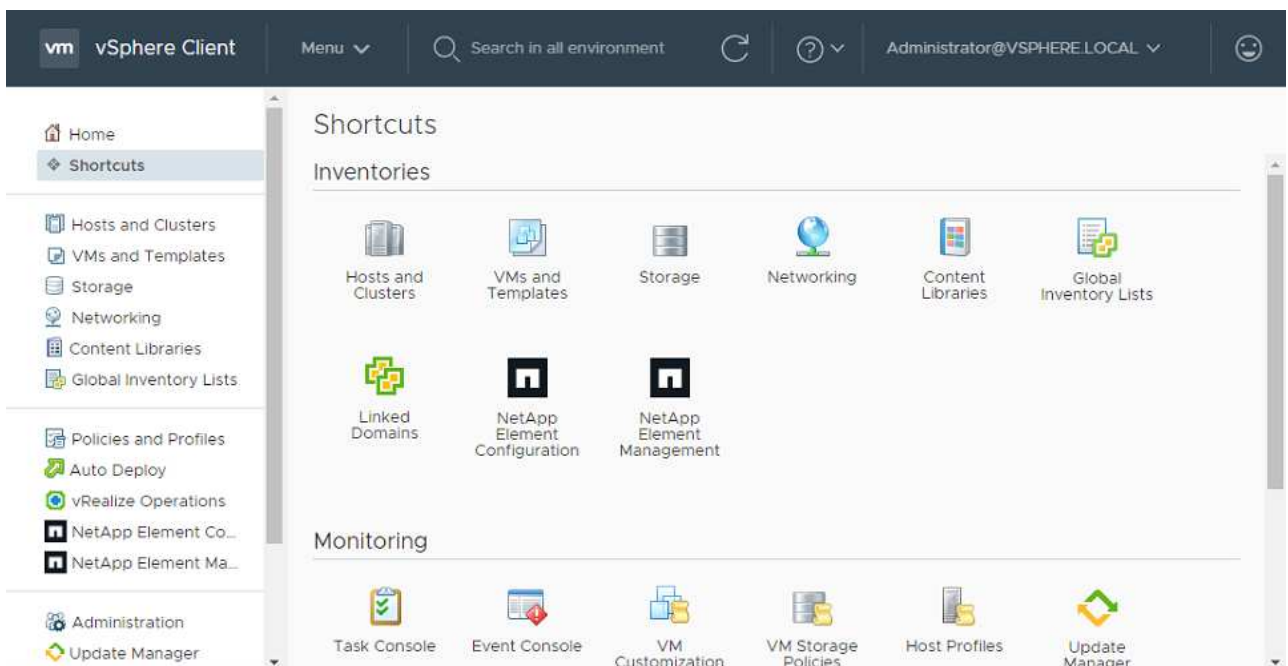 vm vSphere Client Menu Search in all environment Administrator@VSPHERE.LOCAL
Home
Shortcuts
Hosts and Clusters
VMs and Templates
Storage
Networking
Content Libraries
Global Inventory Lists
Policies and Profiles
Auto Deploy
vRealize Operations
NetApp Element Co...
NetApp Element Ma...
Administration
Update Manager
Shortcuts
Inventories
Hosts and
Clusters
VMs and
Templates
Storage
Networking
Content
Libraries
Global
Inventory Lists
Linked
Domains
NetApp
Element
Configuration
NetApp
Element
Management
Monitoring
Task Console
Event Console
VM
Customization
VM Storage
Policies
Host Profiles
Update
Manager